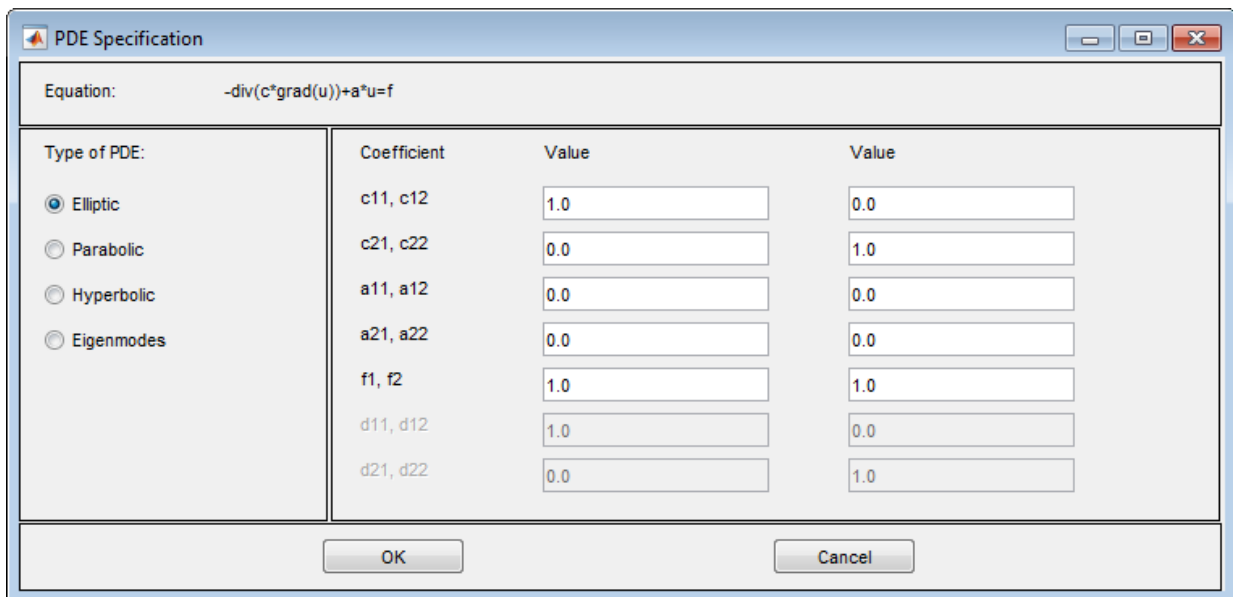 PDE Specification
Equation: -div(c*grad(u))+a*u=f
Type of PDE:
Elliptic
Parabolic
Hyperbolic
Eigenmodes
Coefficient Value Value
c11, c12 1.0 0.0
c21, c22 0.0 1.0
a11, a12 0.0 0.0
a21, a22 0.0 0.0
f1, f2 1.0 1.0
d11, d12 1.0 0.0
d21, d22 0.0 1.0
OK Cancel